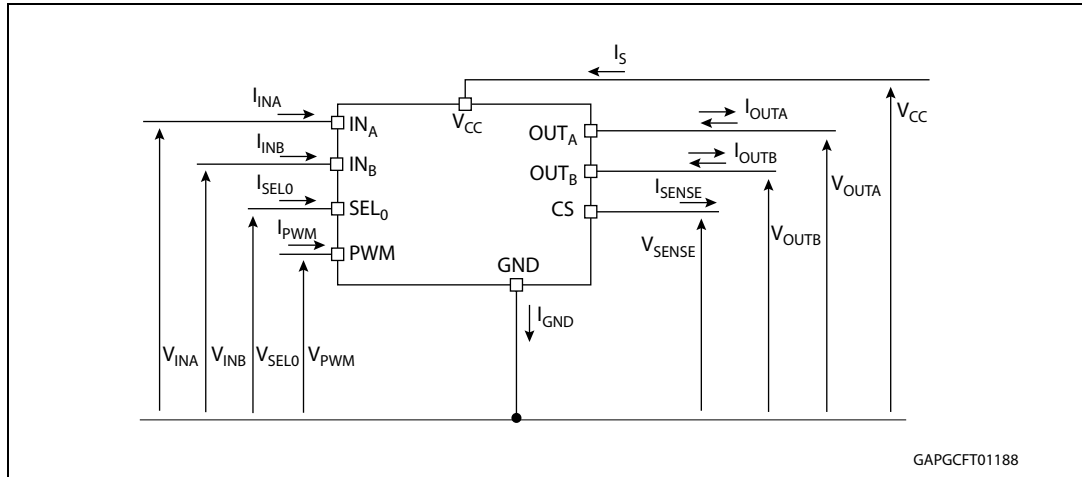 I_S
V_CC
I_INA
IN_A
V_CC
OUT_A
I_OUTA
I_INB
IN_B
OUT_B
I_OUTB
I_SEL0
SEL_0
CS
I_SENSE
V_OUTA
I_PWM
PWM
GND
V_SENSE
V_OUTB
I_GND
V_INA
V_INB
V_SEL0
V_PWM
GAPGCFT01188